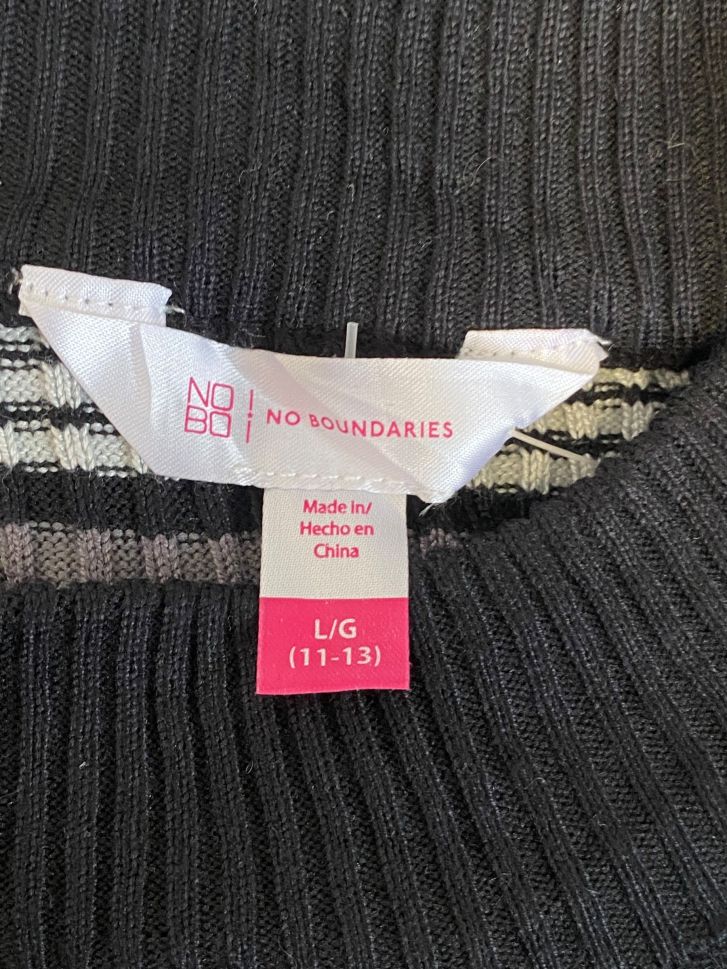 NO
BO
NO BOUNDARIES
Made in/
Hecho en
China
L/G
(11-13)